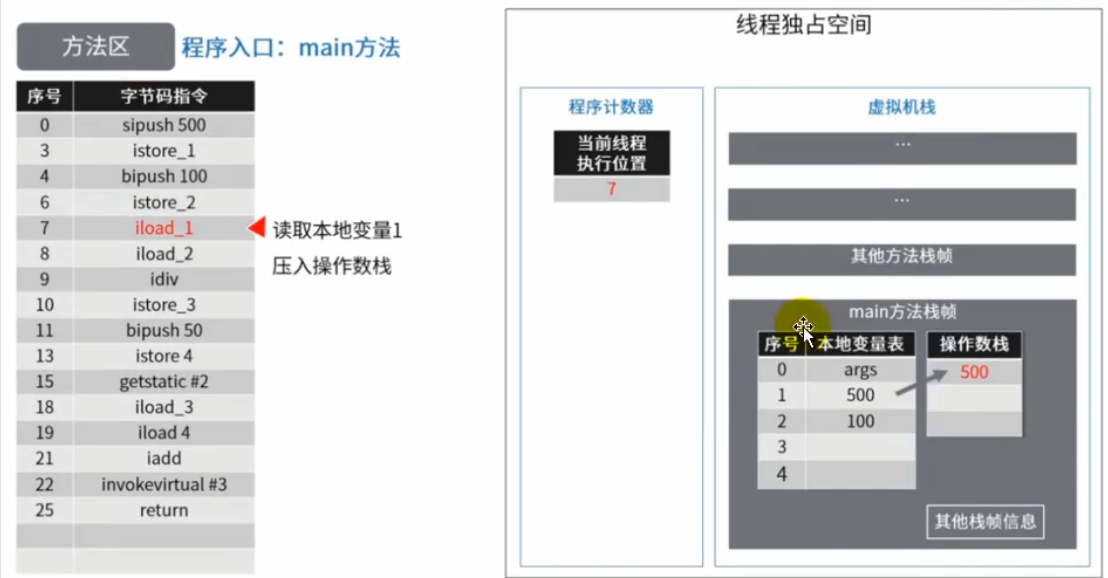 方法区
程序入口：main方法
序号 字节码指令
0 sipush 500
3 istore_1
4 bipush 100
6 istore_2
7 iload_1
读取本地变量1
压入操作数栈
8 iload_2
9 idiv
10 istore_3
11 bipush 50
13 istore 4
15 getstatic #2
18 iload_3
19 iload 4
21 iadd
22 invokevirtual #3
25 return
线程独占空间
程序计数器
当前线程
执行位置
7
虚拟机栈
...
...
其他方法栈帧
main方法栈帧
序号 本地变量表
0 args
1 500
2 100
3
4
操作数栈
500
其他栈帧信息